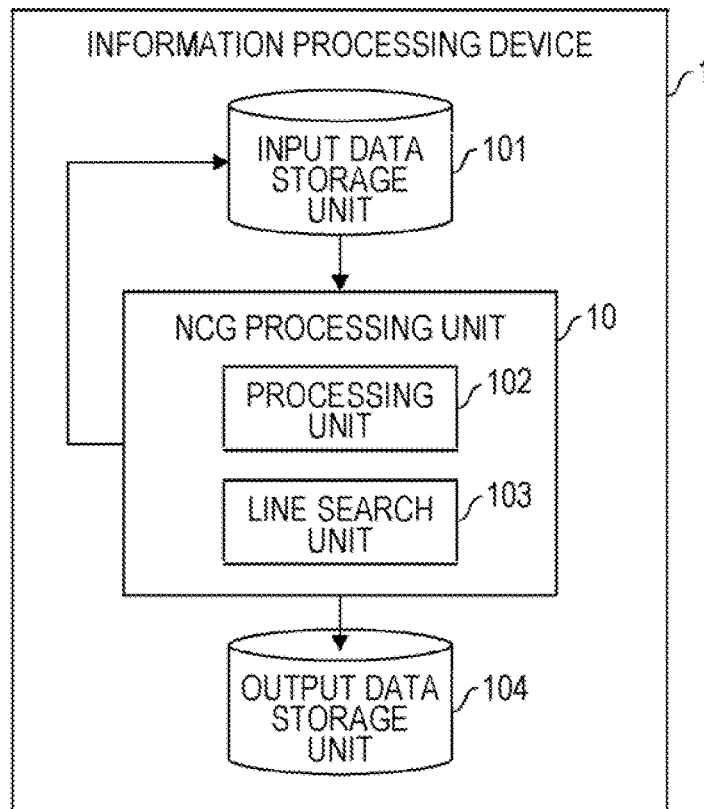 INFORMATION PROCESSING DEVICE
1
INPUT DATA
STORAGE
UNIT
101
NCG PROCESSING UNIT
10
PROCESSING
UNIT
102
LINE SEARCH
UNIT
103
OUTPUT DATA
STORAGE
UNIT
104